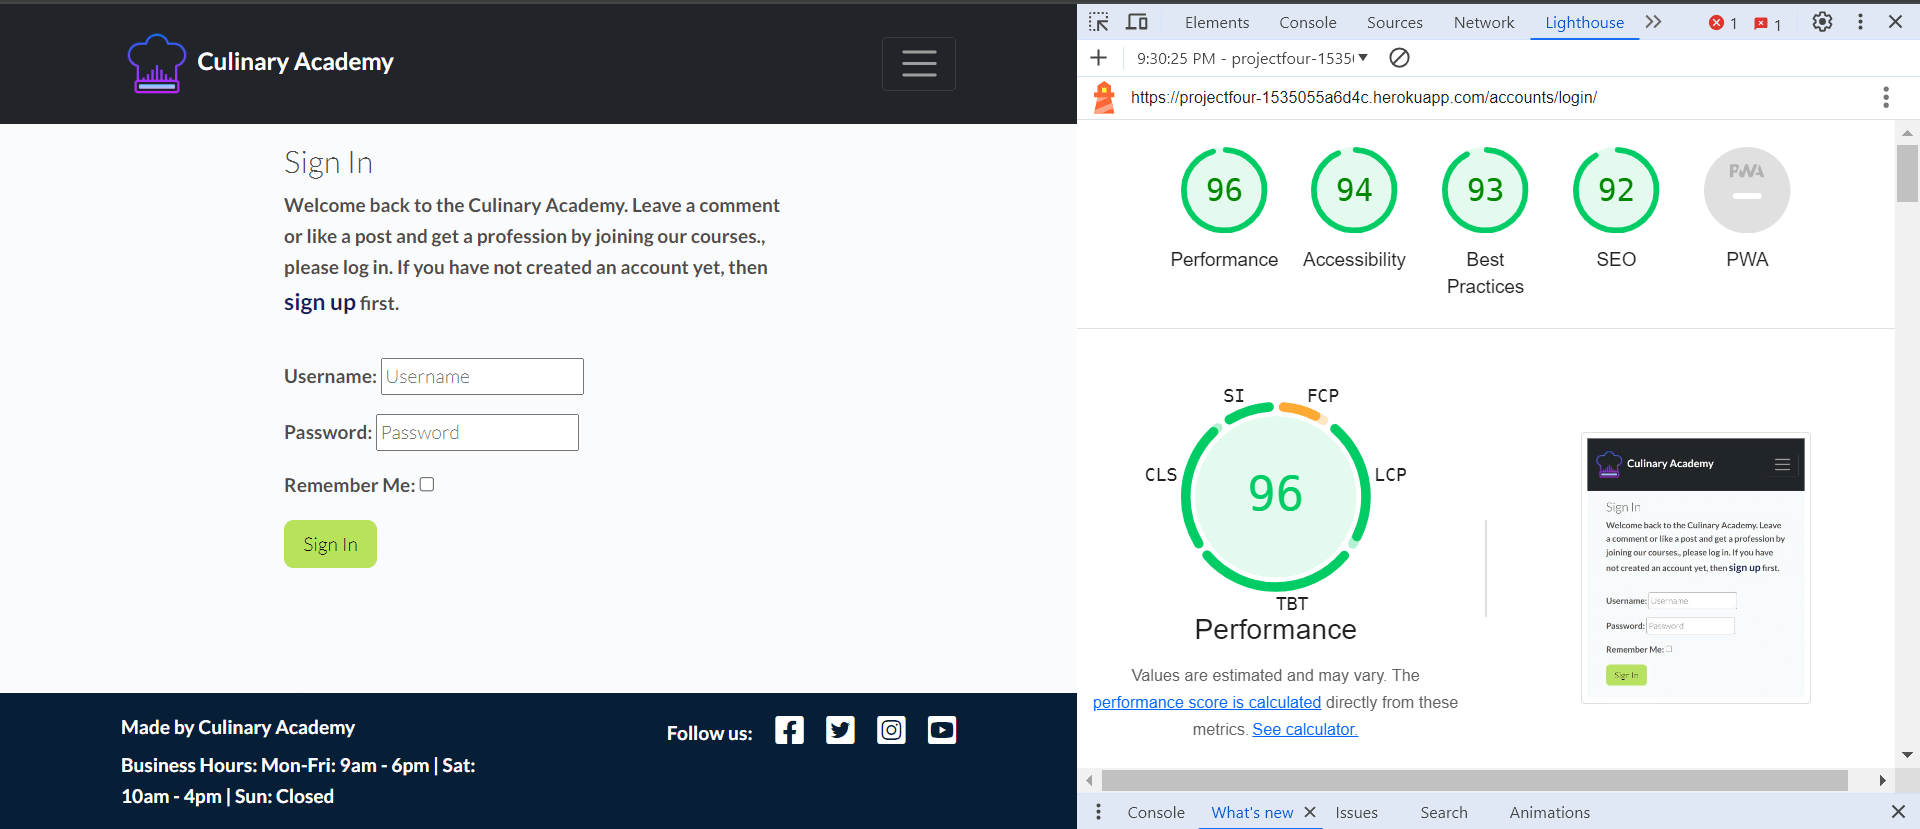 Culinary Academy
Sign In
Welcome back to the Culinary Academy. Leave a comment
or like a post and get a profession by joining our courses.,
please log in. If you have not created an account yet, then
sign up first.
Username: Username
Password: Password
Remember Me:
Sign In
Made by Culinary Academy
Business Hours: Mon-Fri: 9am - 6pm | Sat:
10am - 4pm | Sun: Closed
Follow us:
Elements Console Sources Network Lighthouse 1 1
9:30:25 PM - projectfour-1535
https://projectfour-1535055a6d4c.herokuapp.com/accounts/login/
96 94 93 92 PWA
Performance Accessibility Best Practices SEO PWA
SI FCP
CLS LCP
96
TBT
Performance
Values are estimated and may vary. The
performance score is calculated directly from these
metrics. See calculator.
Culinary Academy
Sign In
Welcome back to the Culinary Academy. Leave
a comment or like a post and get a profession by
joining our courses., please log in. If you have
not created an account yet, then sign up first.
Username: Username
Password: Password
Remember Me:
Sign In
Console What's new Issues Search Animations